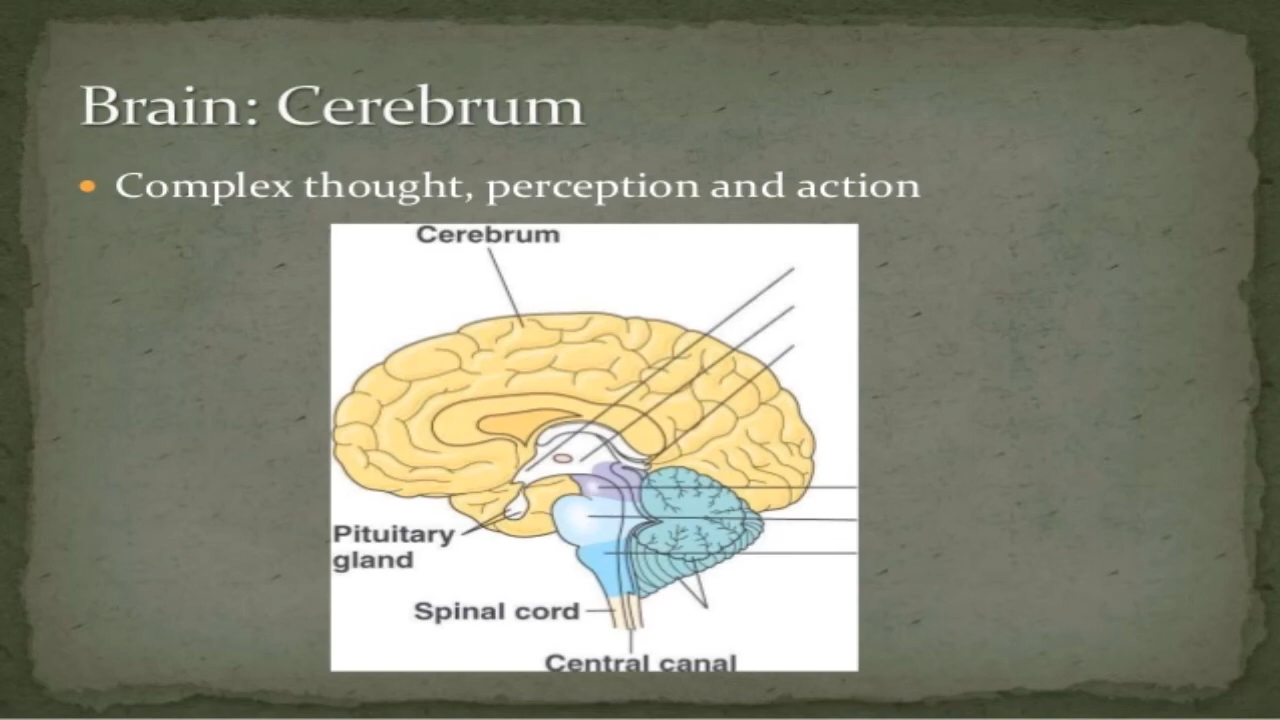 Brain: Cerebrum
• Complex thought, perception and action
Cerebrum
Pituitary
gland
Spinal cord
Central canal